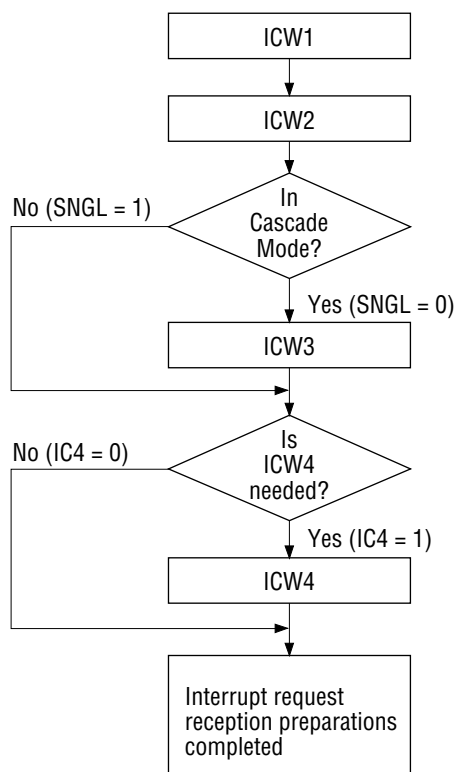 ICW1
ICW2
In
Cascade
Mode?
No (SNGL = 1)
Yes (SNGL = 0)
ICW3
Is
ICW4
needed?
No (IC4 = 0)
Yes (IC4 = 1)
ICW4
Interrupt request
reception preparations
completed